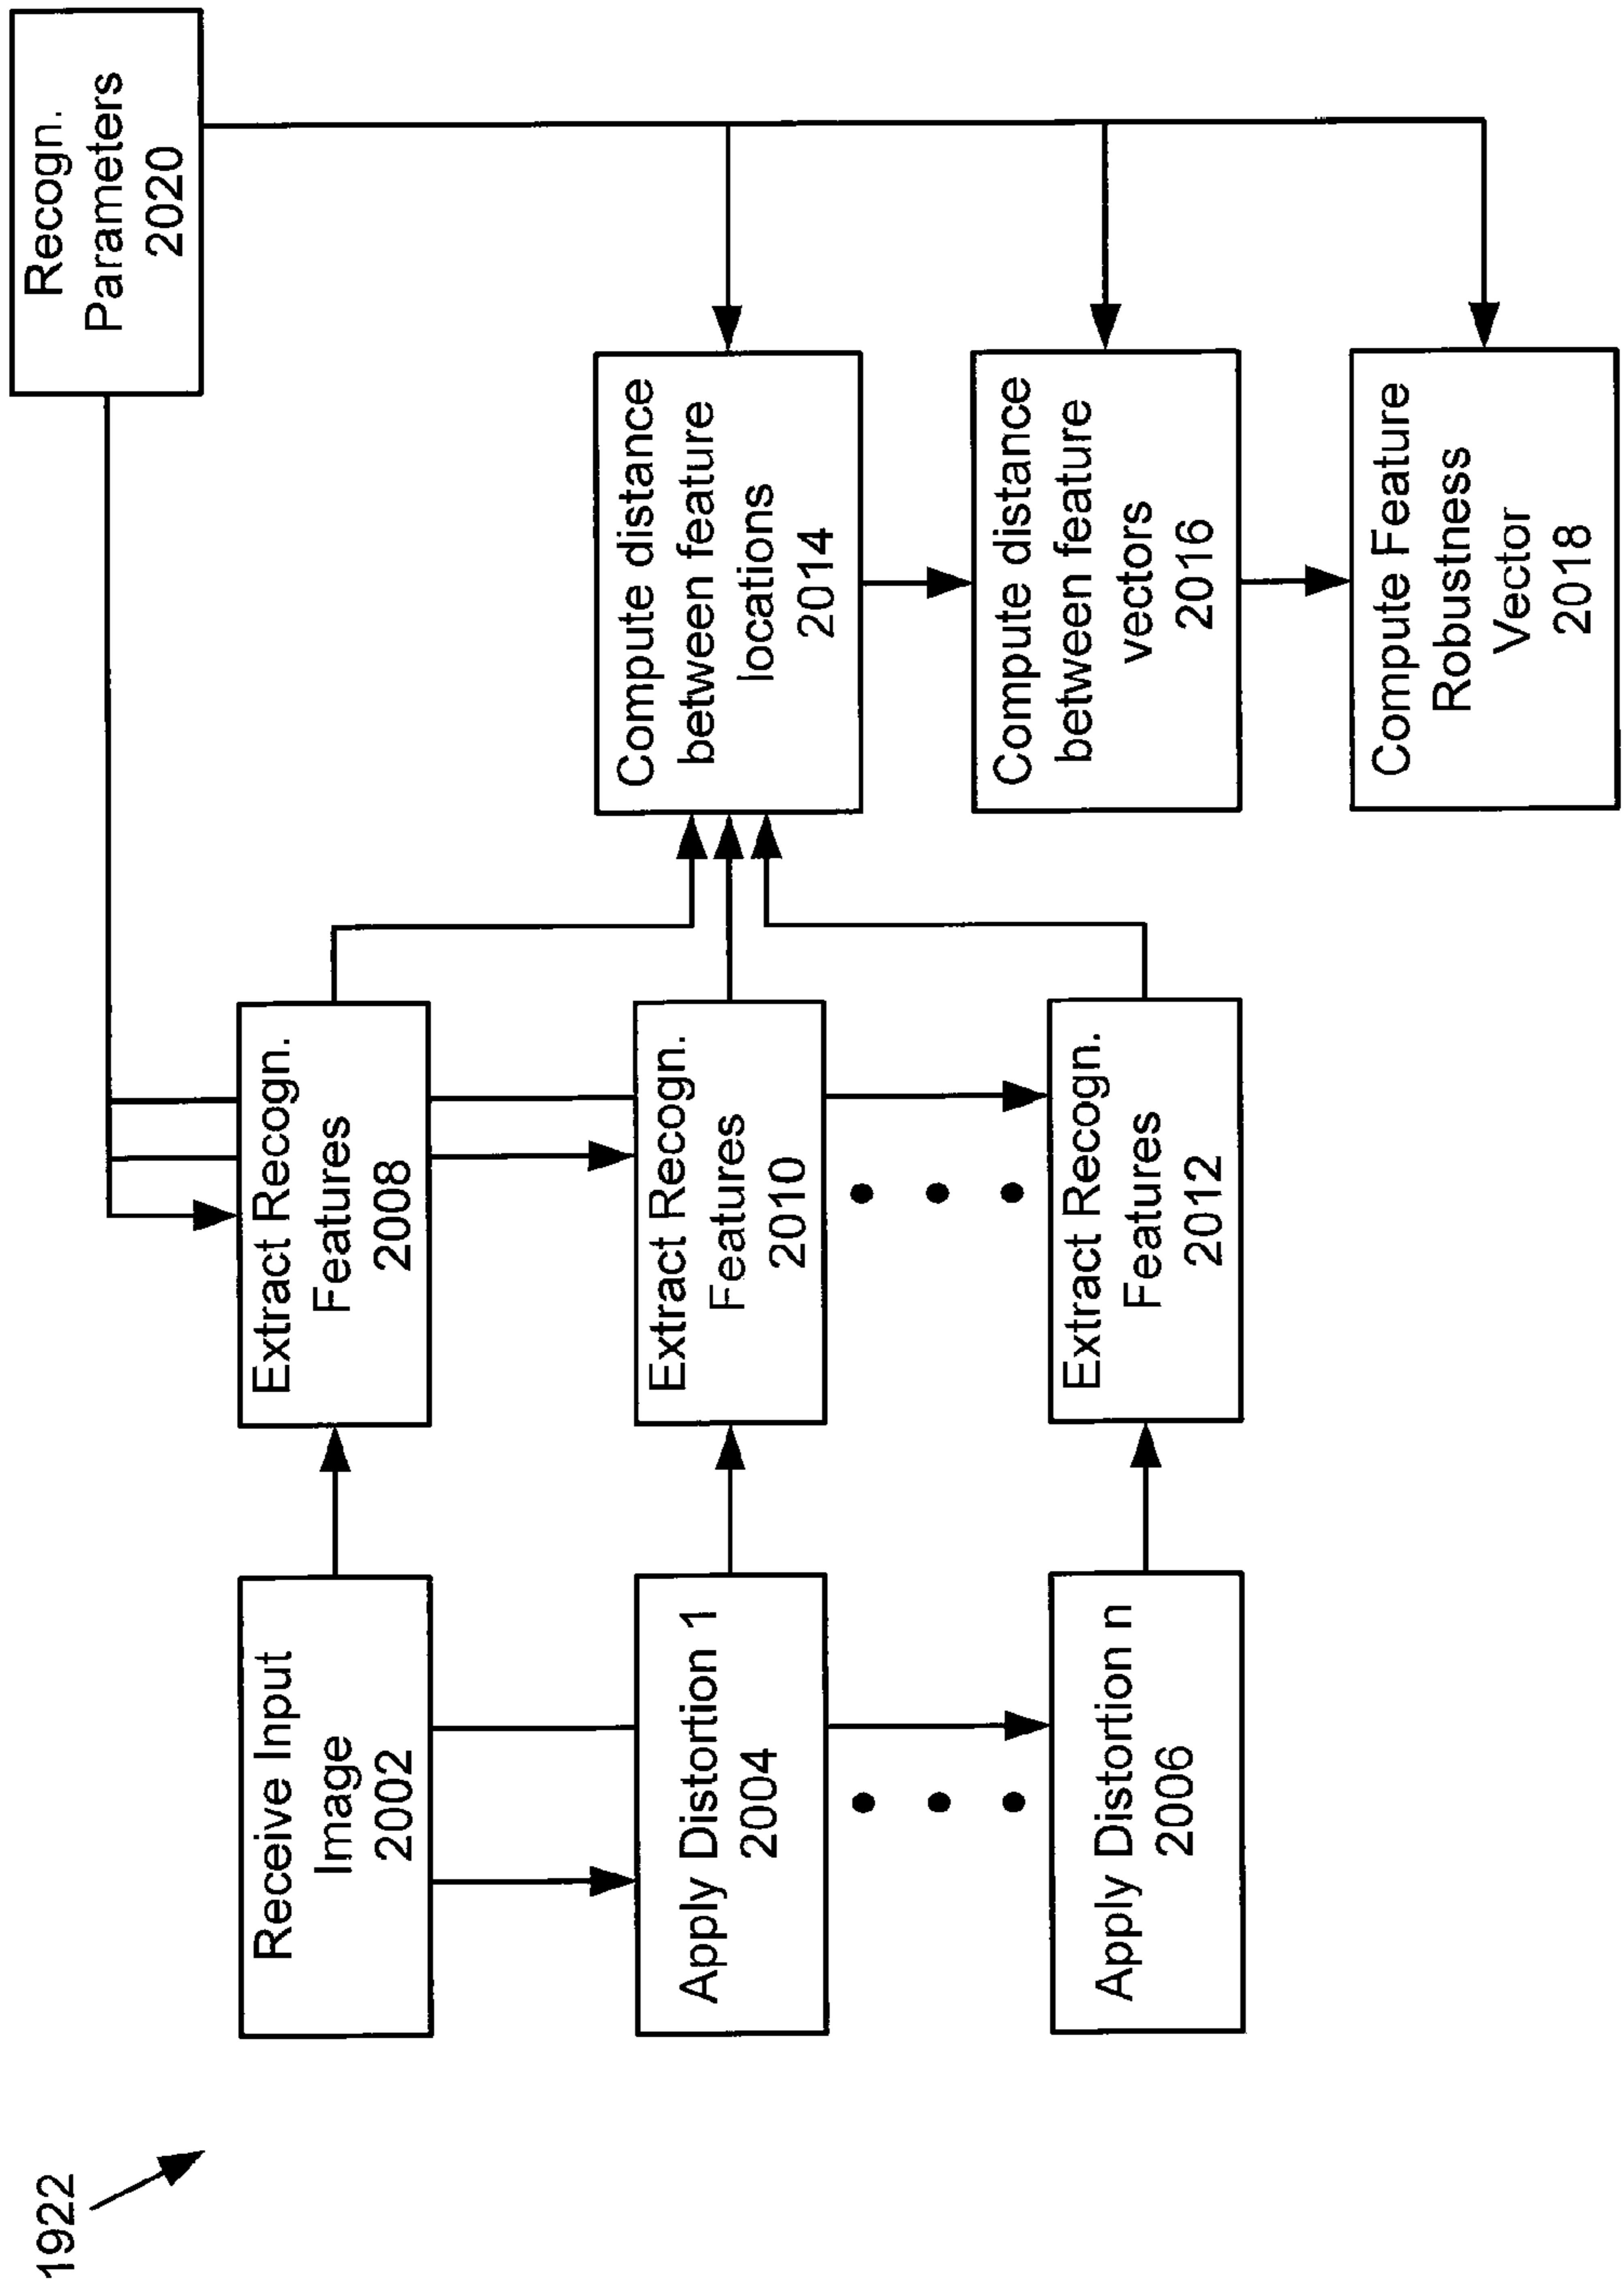 1922
Recogn.
Parameters
2020
Receive Input
Image
2002
Extract Recogn.
Features
2008
Apply Distortion 1
2004
Extract Recogn.
Features
2010
Compute distance
between feature
locations
2014
Compute distance
between feature
vectors
2016
Apply Distortion n
2006
Extract Recogn.
Features
2012
Compute Feature
Robustness
Vector
2018